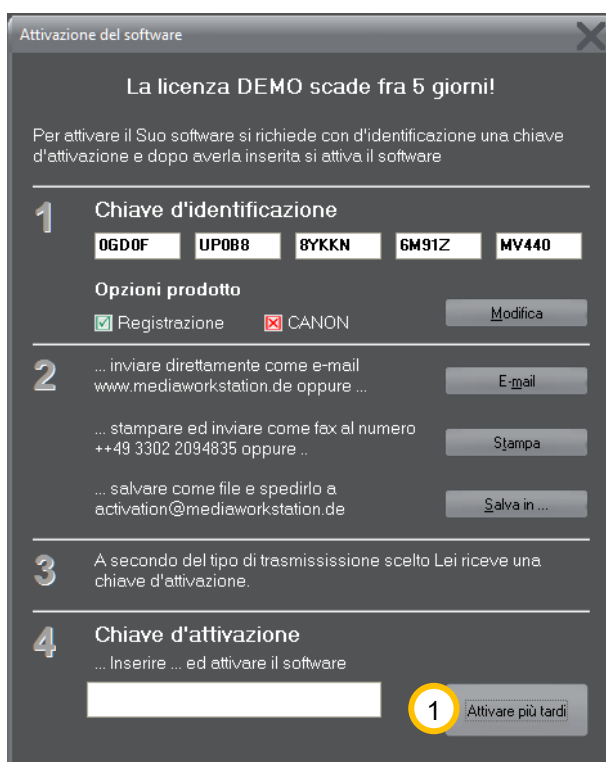 Attivazione del software
La licenza DEMO scade fra 5 giorni!
Per attivare il Suo software si richiede con d'identificazione una chiave
d'attivazione e dopo averla inserita si attiva il software
1 Chiave d'identificazione
0GD0F UP0B8 8YKKN 6M91Z MV440
Opzioni prodotto
Registrazione CANON Modifica
2 ... inviare direttamente come e-mail
www.mediaworkstation.de oppure ... E-mail
... stampare ed inviare come fax al numero
++49 3302 2094835 oppure .. Stampa
... salvare come file e spedirlo a
activation@mediaworkstation.de Salva in ...
3 A secondo del tipo di trasmississione scelto Lei riceve una
chiave d'attivazione.
4 Chiave d'attivazione
... Inserire ... ed attivare il software
1 Attivare più tardi